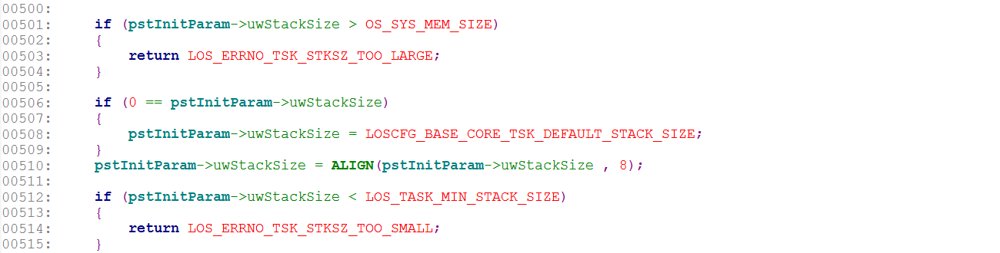 00500:
00501:     if (pstInitParam->uwStackSize > OS_SYS_MEM_SIZE)
00502:     {
00503:         return LOS_ERRNO_TSK_STKSZ_TOO_LARGE;
00504:     }
00505:
00506:     if (0 == pstInitParam->uwStackSize)
00507:     {
00508:         pstInitParam->uwStackSize = LOSCFG_BASE_CORE_TSK_DEFAULT_STACK_SIZE;
00509:     }
00510:     pstInitParam->uwStackSize = ALIGN(pstInitParam->uwStackSize , 8);
00511:
00512:     if (pstInitParam->uwStackSize < LOS_TASK_MIN_STACK_SIZE)
00513:     {
00514:         return LOS_ERRNO_TSK_STKSZ_TOO_SMALL;
00515:     }